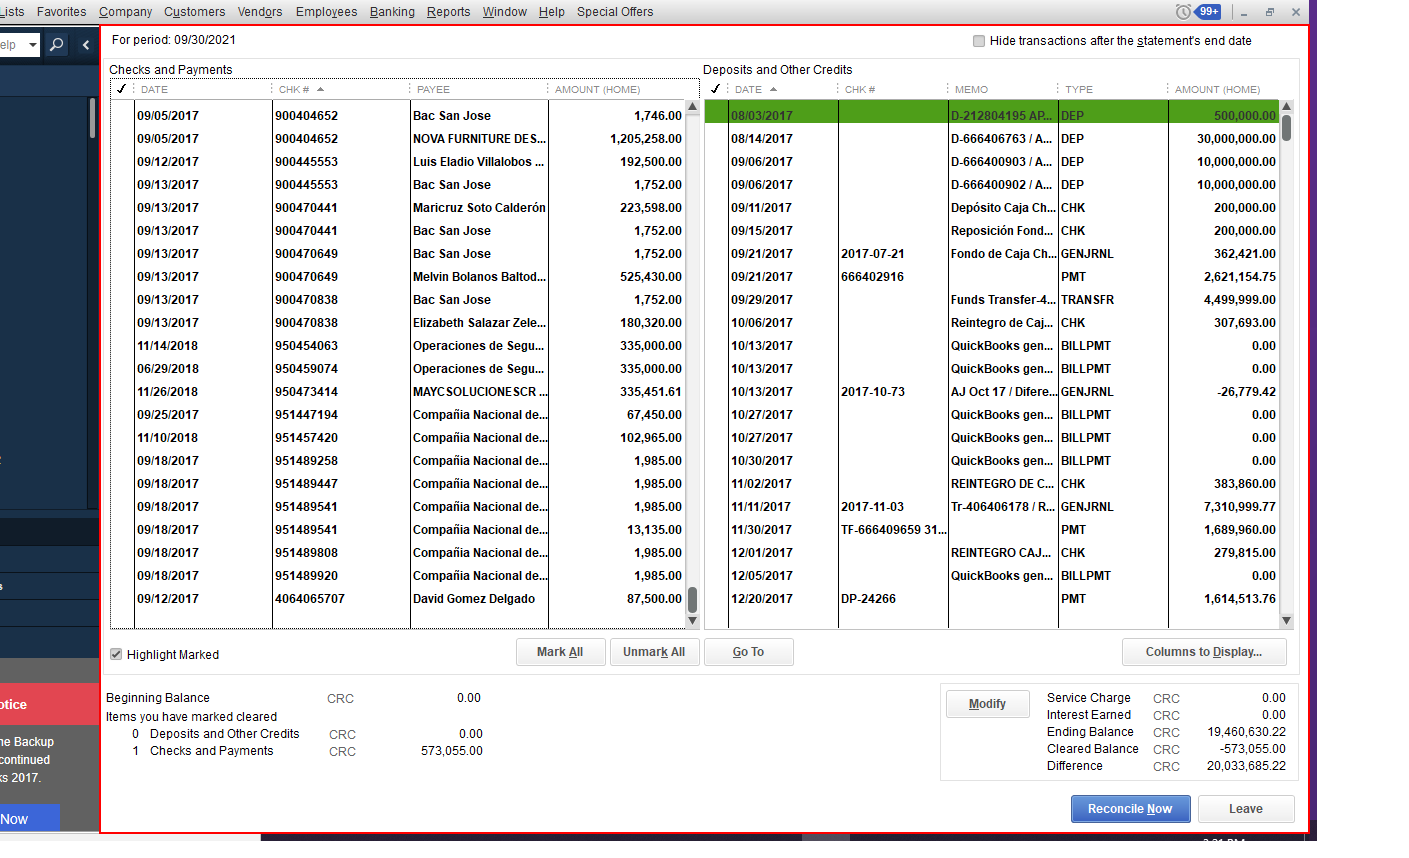 Lists Favorites Company Customers Vendors Employees Banking Reports Window Help Special Offers 99+
For period: 09/30/2021
Hide transactions after the statement's end date
Checks and Payments
✓ DATE CHK # PAYEE AMOUNT (HOME)
09/05/2017 900404652 Bac San Jose 1,746.00
09/05/2017 900404652 NOVA FURNITURE DES... 1,205,258.00
09/12/2017 900445553 Luis Eladio Villalobos ... 192,500.00
09/13/2017 900445553 Bac San Jose 1,752.00
09/13/2017 900470441 Maricruz Soto Calderón 223,598.00
09/13/2017 900470441 Bac San Jose 1,752.00
09/13/2017 900470649 Bac San Jose 1,752.00
09/13/2017 900470649 Melvin Bolanos Baltod... 525,430.00
09/13/2017 900470838 Bac San Jose 1,752.00
09/13/2017 900470838 Elizabeth Salazar Zele... 180,320.00
11/14/2018 950454063 Operaciones de Segu... 335,000.00
06/29/2018 950459074 Operaciones de Segu... 335,000.00
11/26/2018 950473414 MAYCSOLUCIONESCR ... 335,451.61
09/25/2017 951447194 Compañia Nacional de... 67,450.00
11/10/2018 951457420 Compañia Nacional de... 102,965.00
09/18/2017 951489258 Compañia Nacional de... 1,985.00
09/18/2017 951489447 Compañia Nacional de... 1,985.00
09/18/2017 951489541 Compañia Nacional de... 1,985.00
09/18/2017 951489541 Compañia Nacional de... 13,135.00
09/18/2017 951489808 Compañia Nacional de... 1,985.00
09/18/2017 951489920 Compañia Nacional de... 1,985.00
09/12/2017 4064065707 David Gomez Delgado 87,500.00
Deposits and Other Credits
✓ DATE CHK # MEMO TYPE AMOUNT (HOME)
08/03/2017 D-212804195 AP... DEP 500,000.00
08/14/2017 D-666406763 / A... DEP 30,000,000.00
09/06/2017 D-666400903 / A... DEP 10,000,000.00
09/06/2017 D-666400902 / A... DEP 10,000,000.00
09/11/2017 Depósito Caja Ch... CHK 200,000.00
09/15/2017 Reposición Fond... CHK 200,000.00
09/21/2017 2017-07-21 Fondo de Caja Ch... GENJRNL 362,421.00
09/21/2017 666402916 PMT 2,621,154.75
09/29/2017 Funds Transfer-4... TRANSFR 4,499,999.00
10/06/2017 Reintegro de Caj... CHK 307,693.00
10/13/2017 QuickBooks gen... BILLPMT 0.00
10/13/2017 QuickBooks gen... BILLPMT 0.00
10/13/2017 2017-10-73 AJ Oct 17 / Difere... GENJRNL -26,779.42
10/27/2017 QuickBooks gen... BILLPMT 0.00
10/27/2017 QuickBooks gen... BILLPMT 0.00
10/30/2017 QuickBooks gen... BILLPMT 0.00
11/02/2017 REINTEGRO DE C... CHK 383,860.00
11/11/2017 2017-11-03 Tr-406406178 / R... GENJRNL 7,310,999.77
11/30/2017 TF-666409659 31... PMT 1,689,960.00
12/01/2017 REINTEGRO CAJ... CHK 279,815.00
12/05/2017 QuickBooks gen... BILLPMT 0.00
12/20/2017 DP-24266 PMT 1,614,513.76
Highlight Marked
Mark All Unmark All Go To Columns to Display...
Beginning Balance CRC 0.00
Items you have marked cleared
0 Deposits and Other Credits CRC 0.00
1 Checks and Payments CRC 573,055.00
Modify
Service Charge CRC 0.00
Interest Earned CRC 0.00
Ending Balance CRC 19,460,630.22
Cleared Balance CRC -573,055.00
Difference CRC 20,033,685.22
Reconcile Now Leave
elp
otice
ne Backup
continued
ks 2017.
Now